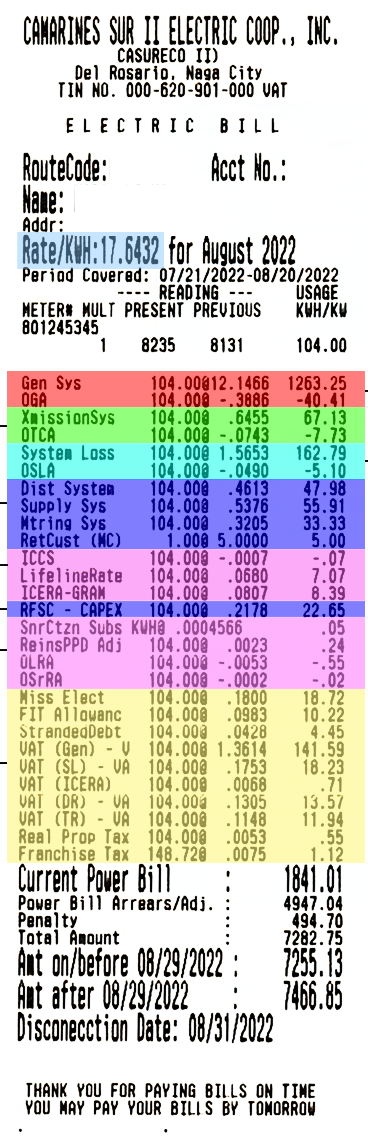 CAMARINES SUR II ELECTRIC COOP., INC.
CASURECO II)
Del Rosario, Naga City
TIN NO. 000-620-901-000 VAT
ELECTRIC BILL
RouteCode: Acct No.:
Name:
Addr:
Rate/KWH:17.6432 for August 2022
Period Covered: 07/21/2022-08/20/2022
---- READING --- USAGE
METER# MULT PRESENT PREVIOUS KWH/KW
801245345
1 8235 8131 104.00
Gen Sys 104.00@12.1466 1263.25
OGA 104.00@ -.3886 -40.41
XmissionSys 104.00@ .6455 67.13
OTCA 104.00@ -.0743 -7.73
System Loss 104.00@ 1.5653 162.79
OSLA 104.00@ -.0490 -5.10
Dist System 104.00@ .4613 47.98
Supply Sys 104.00@ .5376 55.91
Mtring Sys 104.00@ .3205 33.33
RetCust (MC) 1.00@ 5.0000 5.00
ICCS 104.00@ -.0007 -.07
LifelineRate 104.00@ .0680 7.07
ICERA-GRAM 104.00@ .0807 8.39
RFSC - CAPEX 104.00@ .2178 22.65
SnrCtzn Subs KWH@ .0004566 .05
ReinsPPD Adj 104.00@ .0023 .24
OLRA 104.00@ -.0053 -.55
OSrRA 104.00@ -.0002 -.02
Miss Elect 104.00@ .1800 18.72
FIT Allowanc 104.00@ .0983 10.22
StrandedDebt 104.00@ .0428 4.45
VAT (Gen) - V 104.00@ 1.3614 141.59
VAT (SL) - VA 104.00@ .1753 18.23
VAT (ICERA) 104.00@ .0068 .71
VAT (DR) - VA 104.00@ .1305 13.57
VAT (TR) - VA 104.00@ .1148 11.94
Real Prop Tax 104.00@ .0053 .55
Franchise Tax 148.72@ .0075 1.12
Current Power Bill : 1841.01
Power Bill Arrears/Adj. : 4947.04
Penalty : 494.70
Total Amount : 7282.75
Amt on/before 08/29/2022 : 7255.13
Amt after 08/29/2022 : 7466.85
Disconecction Date: 08/31/2022
THANK YOU FOR PAYING BILLS ON TIME
YOU MAY PAY YOUR BILLS BY TOMORROW